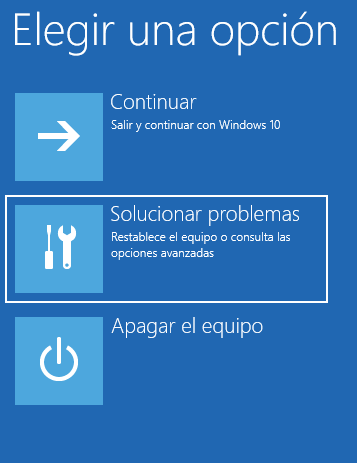 Elegir una opción
Continuar
Salir y continuar con Windows 10
Solucionar problemas
Restablece el equipo o consulta las
opciones avanzadas
Apagar el equipo